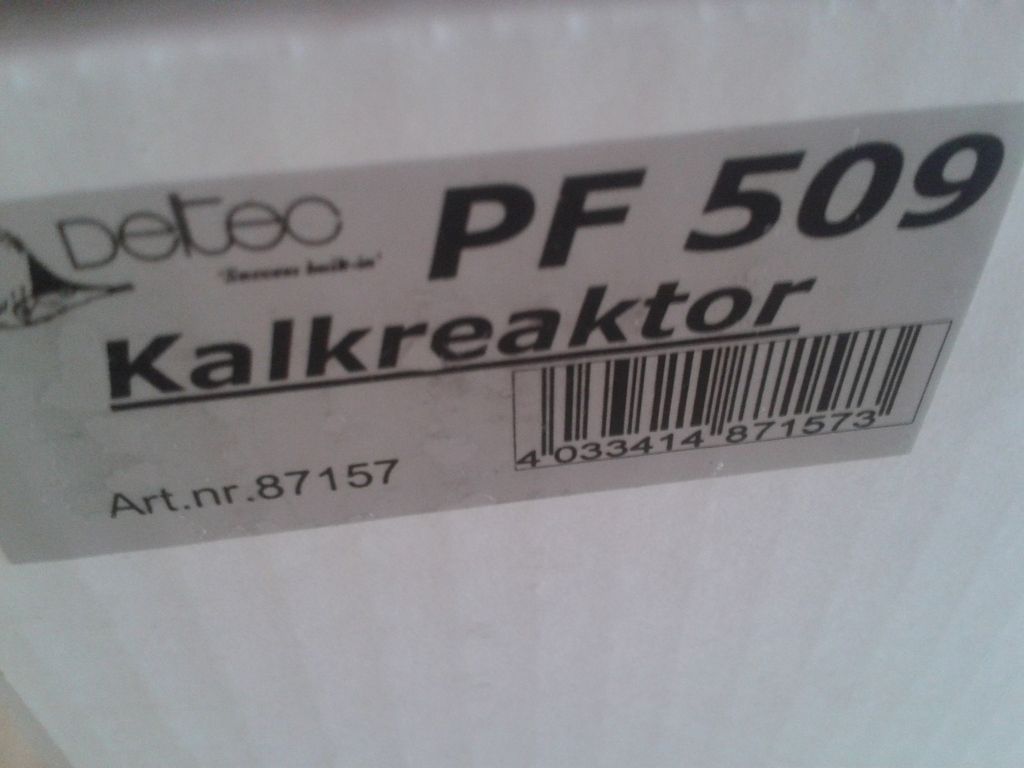 Deltec
PF 509
"Success built-in"
Kalkreaktor
4 033414 871573
Art.nr.87157